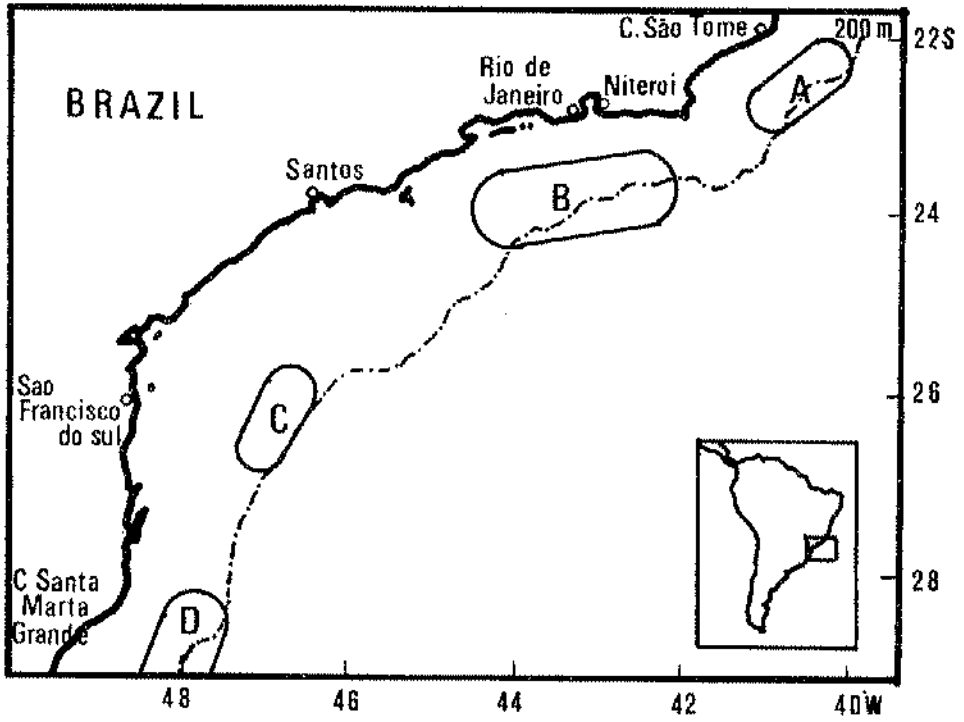 C. São Tome
200 m
22S
Rio de
Janeiro
Niteroi
BRAZIL
A
Santos
B
24
Sao
Francisco
do sul
26
C
C Santa
Marta
Grande
D
28
48
46
44
42
40W